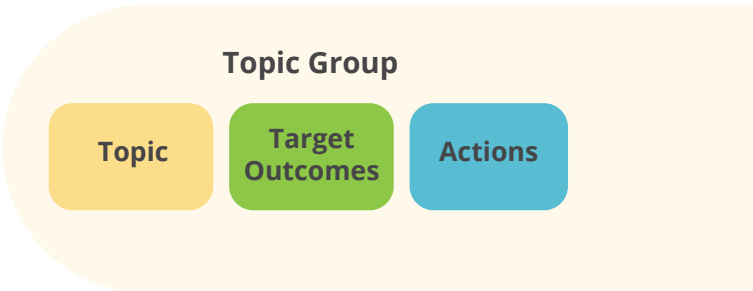 Topic Group
Topic
Target
Outcomes
Actions